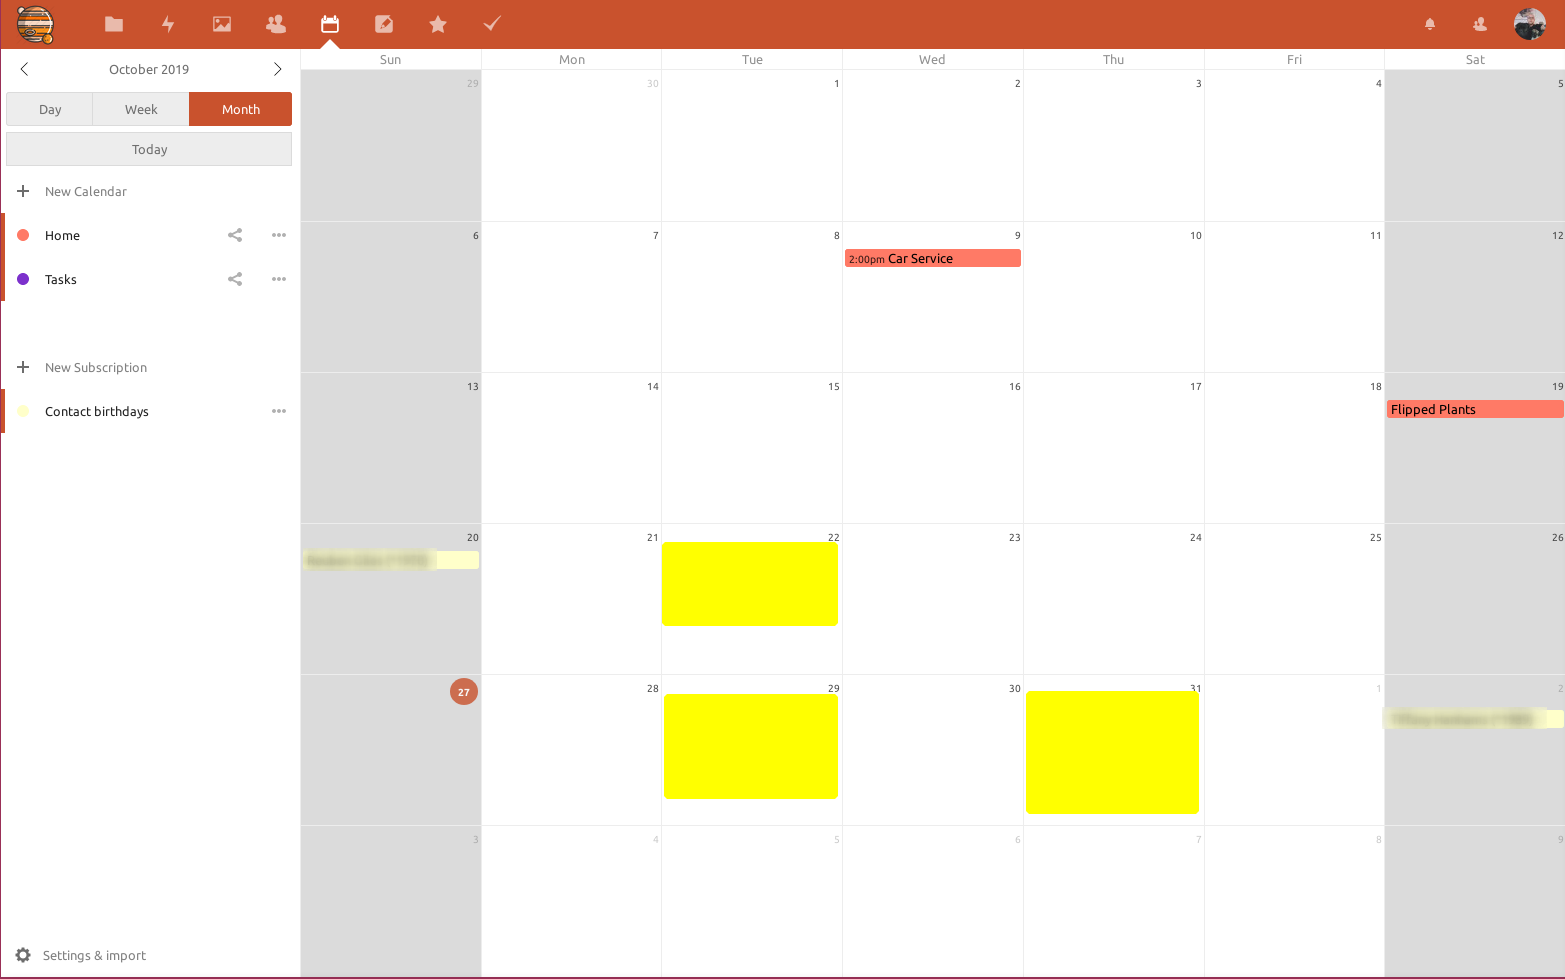 October 2019
Day Week Month
Today
New Calendar
Home
Tasks
New Subscription
Contact birthdays
Settings & import
Sun Mon Tue Wed Thu Fri Sat
29 30 1 2 3 4 5
6 7 8 9 10 11 12
2:00pm Car Service
13 14 15 16 17 18 19
Flipped Plants
20 21 22 23 24 25 26
27 28 29 30 31 1 2
3 4 5 6 7 8 9